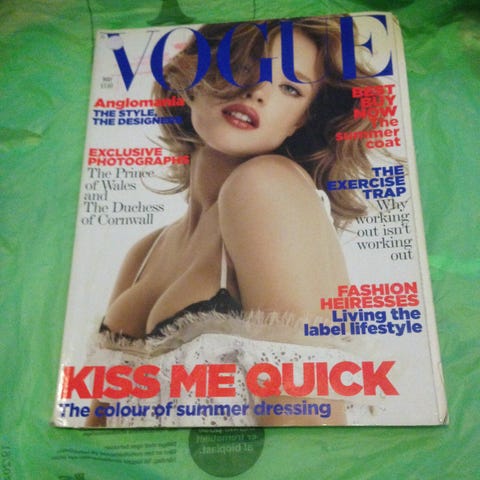 VOGUE
MAY
Anglomania
THE STYLE,
THE DESIGNERS
EXCLUSIVE
PHOTOGRAPHS
The Prince
of Wales
and
The Duchess
of Cornwall
BEST
BUY
NOW
The
summer
coat
THE
EXERCISE
TRAP
Why
working
out isn't
working
out
FASHION
HEIRESSES
Living the
label lifestyle
KISS ME QUICK
The colour of summer dressing
af bioplast.